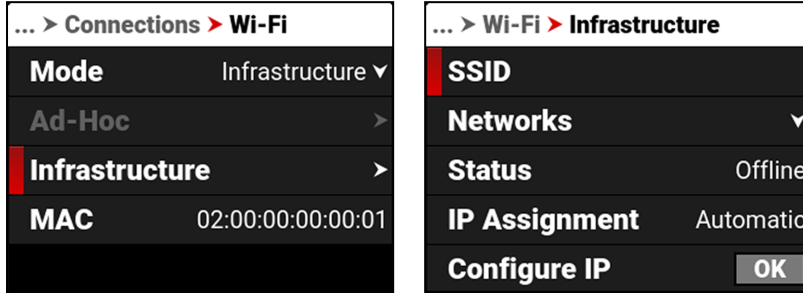 ... > Connections > Wi-Fi
Mode Infrastructure
Ad-Hoc >
Infrastructure >
MAC 02:00:00:00:00:01
... > Wi-Fi > Infrastructure
SSID
Networks
Status Offline
IP Assignment Automatic
Configure IP OK